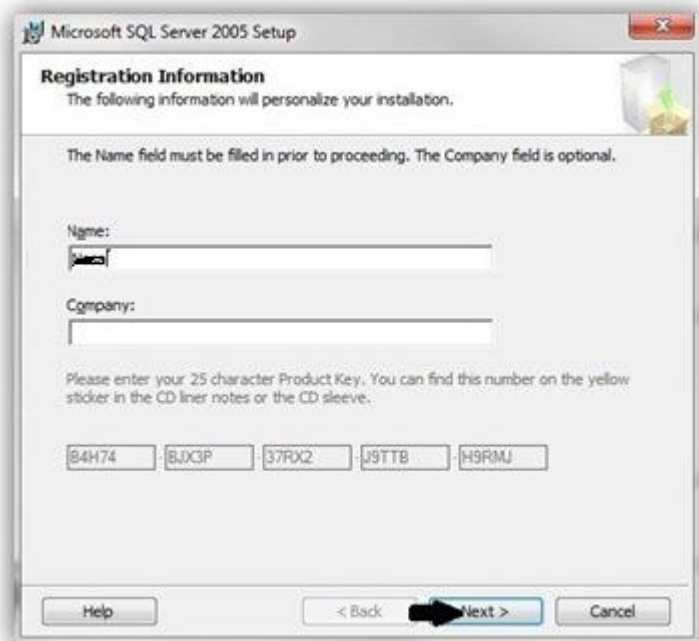 Microsoft SQL Server 2005 Setup
Registration Information
The following information will personalize your installation.
The Name field must be filled in prior to proceeding. The Company field is optional.
Name:
Company:
Please enter your 25 character Product Key. You can find this number on the yellow
sticker in the CD liner notes or the CD sleeve.
B4H74 - BJX3P - 37RX2 - J9TTB - H9RMJ
Help < Back Next > Cancel